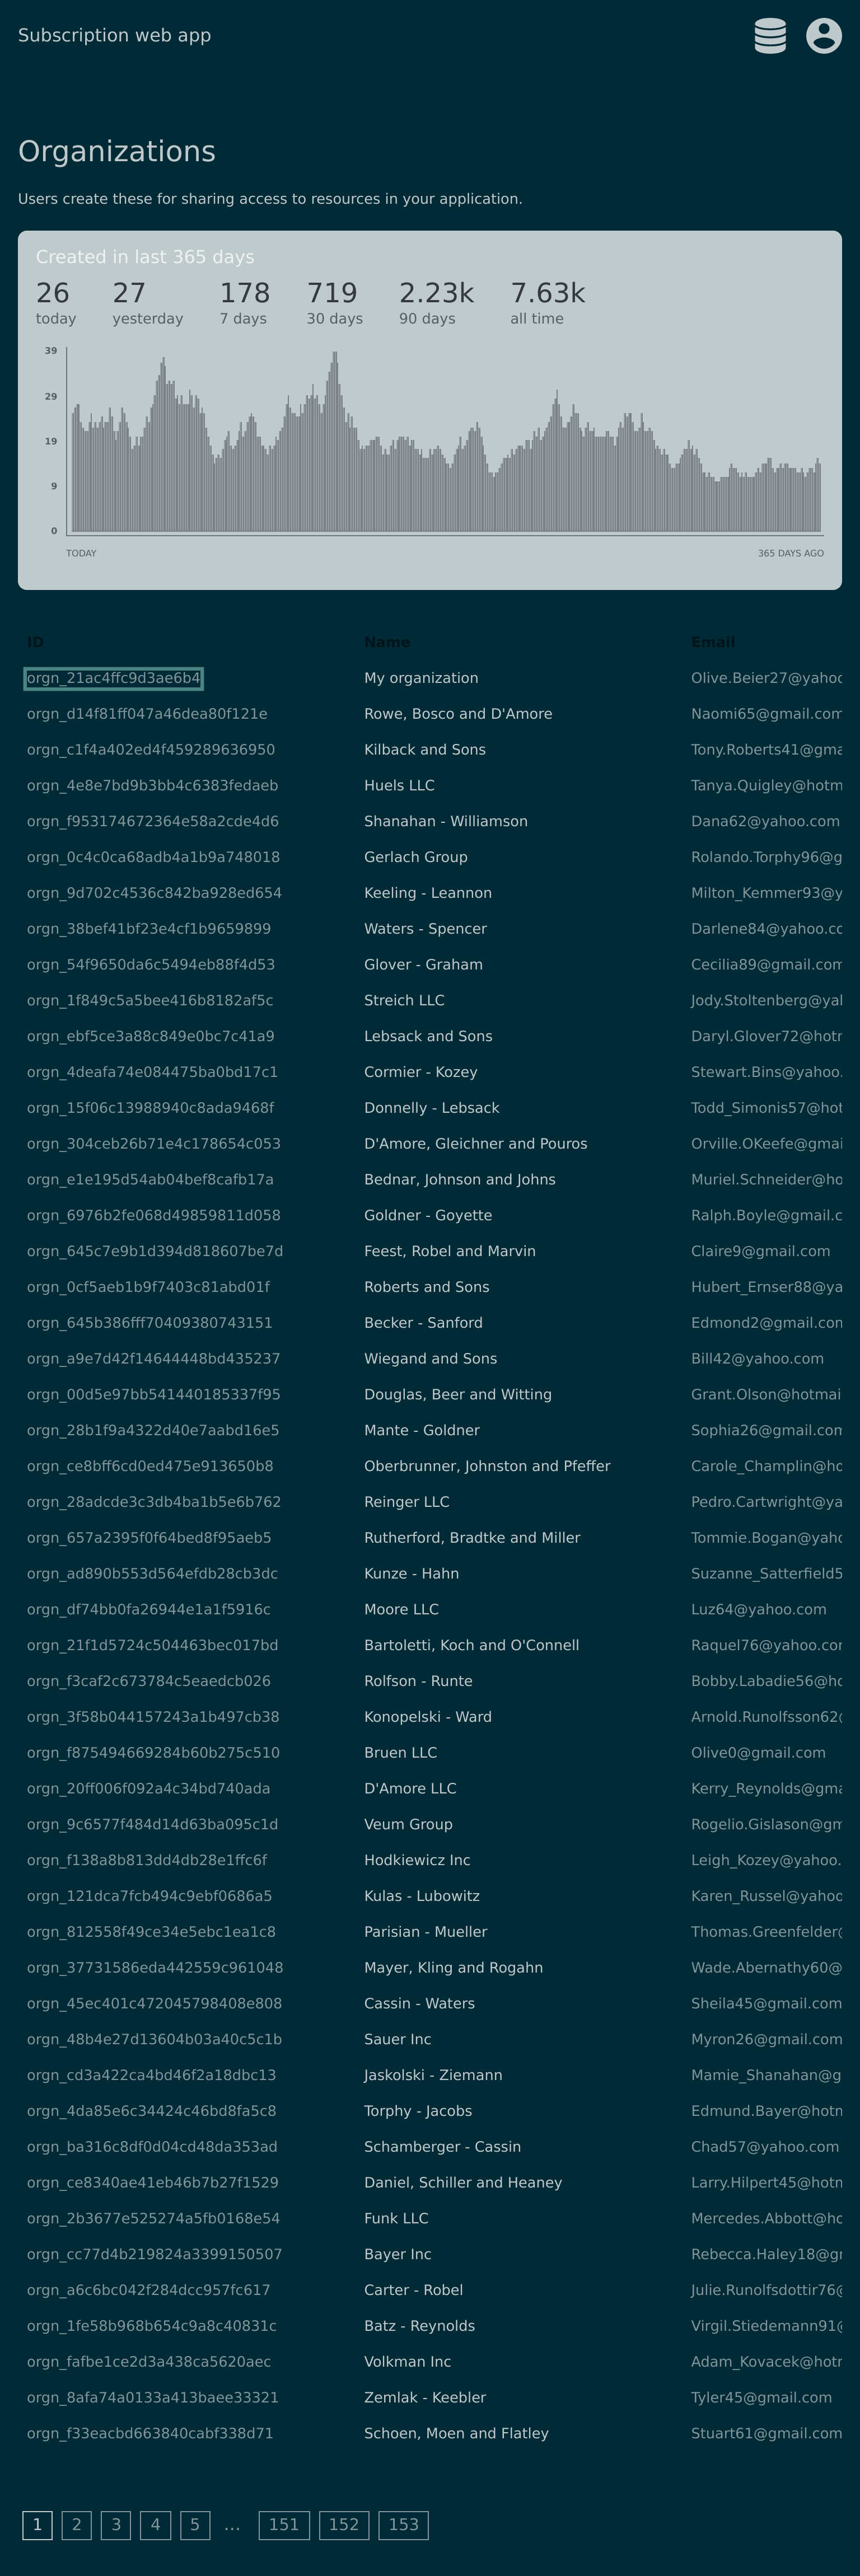 Subscription web app
Organizations
Users create these for sharing access to resources in your application.
Created in last 365 days
26 27 178 719 2.23k 7.63k
today yesterday 7 days 30 days 90 days all time
39
29
19
9
0
TODAY 365 DAYS AGO
ID Name Email
orgn_21ac4ffc9d3ae6b4 My organization Olive.Beier27@yahoo
orgn_d14f81ff047a46dea80f121e Rowe, Bosco and D'Amore Naomi65@gmail.com
orgn_c1f4a402ed4f459289636950 Kilback and Sons Tony.Roberts41@gma
orgn_4e8e7bd9b3bb4c6383fedaeb Huels LLC Tanya.Quigley@hotm
orgn_f953174672364e58a2cde4d6 Shanahan - Williamson Dana62@yahoo.com
orgn_0c4c0ca68adb4a1b9a748018 Gerlach Group Rolando.Torphy96@g
orgn_9d702c4536c842ba928ed654 Keeling - Leannon Milton_Kemmer93@y
orgn_38bef41bf23e4cf1b9659899 Waters - Spencer Darlene84@yahoo.co
orgn_54f9650da6c5494eb88f4d53 Glover - Graham Cecilia89@gmail.com
orgn_1f849c5a5bee416b8182af5c Streich LLC Jody.Stoltenberg@yah
orgn_ebf5ce3a88c849e0bc7c41a9 Lebsack and Sons Daryl.Glover72@hotm
orgn_4deafa74e084475ba0bd17c1 Cormier - Kozey Stewart.Bins@yahoo.
orgn_15f06c13988940c8ada9468f Donnelly - Lebsack Todd_Simonis57@hot
orgn_304ceb26b71e4c178654c053 D'Amore, Gleichner and Pouros Orville.OKeefe@gmai
orgn_e1e195d54ab04bef8cafb17a Bednar, Johnson and Johns Muriel.Schneider@ho
orgn_6976b2fe068d49859811d058 Goldner - Goyette Ralph.Boyle@gmail.c
orgn_645c7e9b1d394d818607be7d Feest, Robel and Marvin Claire9@gmail.com
orgn_0cf5aeb1b9f7403c81abd01f Roberts and Sons Hubert_Ernser88@ya
orgn_645b386fff70409380743151 Becker - Sanford Edmond2@gmail.com
orgn_a9e7d42f14644448bd435237 Wiegand and Sons Bill42@yahoo.com
orgn_00d5e97bb541440185337f95 Douglas, Beer and Witting Grant.Olson@hotmai
orgn_28b1f9a4322d40e7aabd16e5 Mante - Goldner Sophia26@gmail.com
orgn_ce8bff6cd0ed475e913650b8 Oberbrunner, Johnston and Pfeffer Carole_Champlin@ho
orgn_28adcde3c3db4ba1b5e6b762 Reinger LLC Pedro.Cartwright@ya
orgn_657a2395f0f64bed8f95aeb5 Rutherford, Bradtke and Miller Tommie.Bogan@yaho
orgn_ad890b553d564efdb28cb3dc Kunze - Hahn Suzanne_Satterfield5
orgn_df74bb0fa26944e1a1f5916c Moore LLC Luz64@yahoo.com
orgn_21f1d5724c504463bec017bd Bartoletti, Koch and O'Connell Raquel76@yahoo.com
orgn_f3caf2c673784c5eaedcb026 Rolfson - Runte Bobby.Labadie56@ho
orgn_3f58b044157243a1b497cb38 Konopelski - Ward Arnold.Runolfsson62@
orgn_f875494669284b60b275c510 Bruen LLC Olive0@gmail.com
orgn_20ff006f092a4c34bd740ada D'Amore LLC Kerry_Reynolds@gma
orgn_9c6577f484d14d63ba095c1d Veum Group Rogelio.Gislason@gm
orgn_f138a8b813dd4db28e1ffc6f Hodkiewicz Inc Leigh_Kozey@yahoo.
orgn_121dca7fcb494c9ebf0686a5 Kulas - Lubowitz Karen_Russel@yahoo
orgn_812558f49ce34e5ebc1ea1c8 Parisian - Mueller Thomas.Greenfelder@
orgn_37731586eda442559c961048 Mayer, Kling and Rogahn Wade.Abernathy60@
orgn_45ec401c472045798408e808 Cassin - Waters Sheila45@gmail.com
orgn_48b4e27d13604b03a40c5c1b Sauer Inc Myron26@gmail.com
orgn_cd3a422ca4bd46f2a18dbc13 Jaskolski - Ziemann Mamie_Shanahan@g
orgn_4da85e6c34424c46bd8fa5c8 Torphy - Jacobs Edmund.Bayer@hotm
orgn_ba316c8df0d04cd48da353ad Schamberger - Cassin Chad57@yahoo.com
orgn_ce8340ae41eb46b7b27f1529 Daniel, Schiller and Heaney Larry.Hilpert45@hotm
orgn_2b3677e525274a5fb0168e54 Funk LLC Mercedes.Abbott@ho
orgn_cc77d4b219824a3399150507 Bayer Inc Rebecca.Haley18@gm
orgn_a6c6bc042f284dcc957fc617 Carter - Robel Julie.Runolfsdottir76@
orgn_1fe58b968b654c9a8c40831c Batz - Reynolds Virgil.Stiedemann91@
orgn_fafbe1ce2d3a438ca5620aec Volkman Inc Adam_Kovacek@hotm
orgn_8afa74a0133a413baee33321 Zemlak - Keebler Tyler45@gmail.com
orgn_f33eacbd663840cabf338d71 Schoen, Moen and Flatley Stuart61@gmail.com
1 2 3 4 5 ... 151 152 153